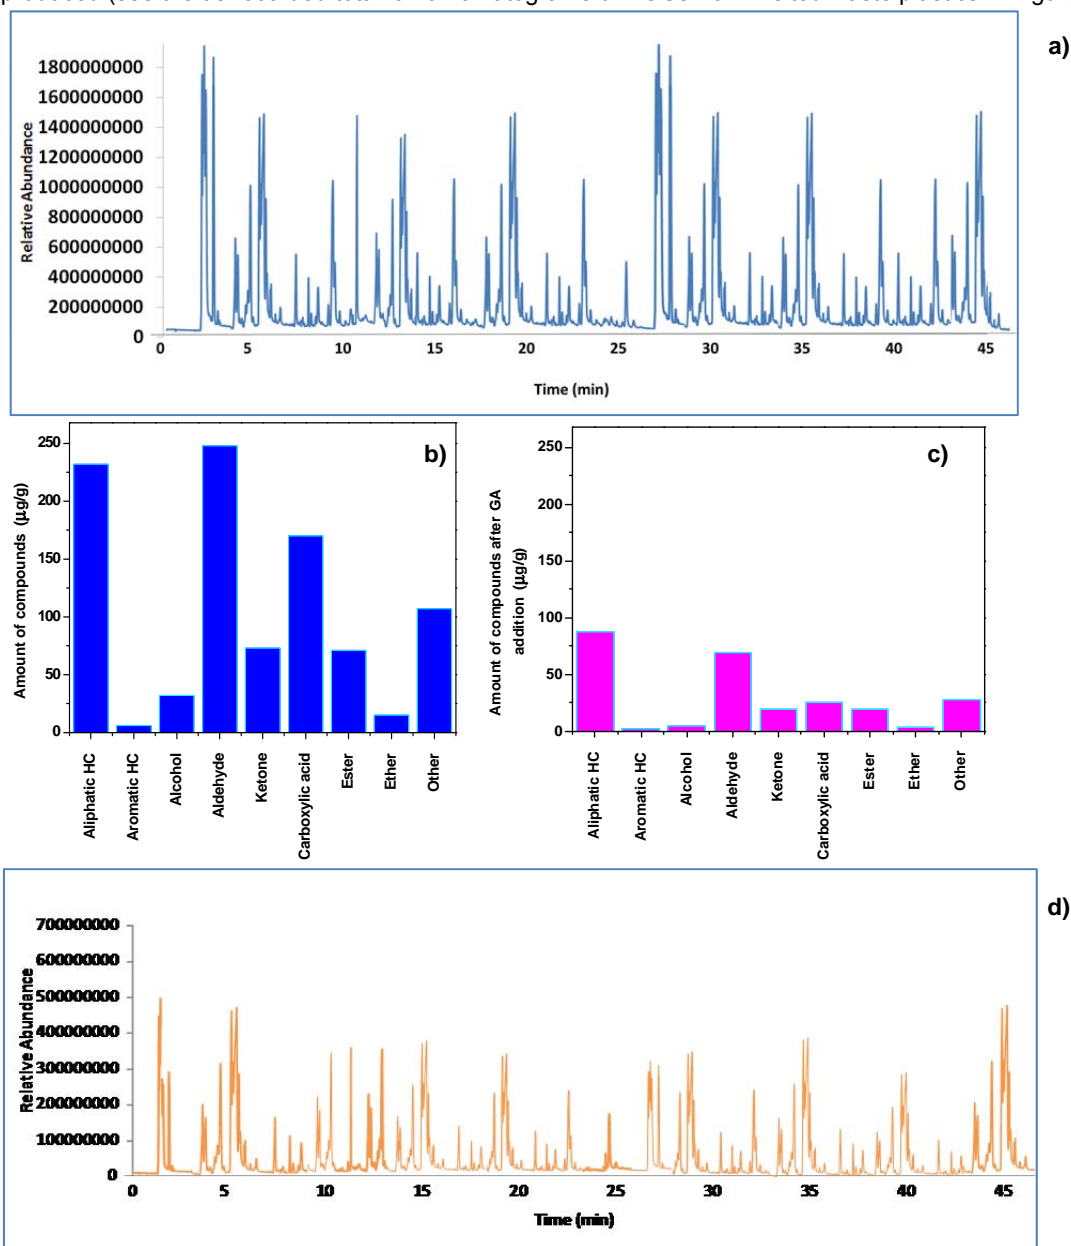 a)
1800000000
1600000000
1400000000
1200000000
1000000000
800000000
600000000
400000000
200000000
0
Relative Abundance
0 5 10 15 20 25 30 35 40 45
Time (min)
b)
250
200
150
100
50
0
Amount of compounds (µg/g)
Aliphatic HC
Aromatic HC
Alcohol
Aldehyde
Ketone
Carboxylic acid
Ester
Ether
Other
c)
250
200
150
100
50
0
Amount of compounds after GA
addition (µg/g)
Aliphatic HC
Aromatic HC
Alcohol
Aldehyde
Ketone
Carboxylic acid
Ester
Ether
Other
d)
700000000
600000000
500000000
400000000
300000000
200000000
100000000
0
Relative Abundance
0 5 10 15 20 25 30 35 40 45
Time (min)